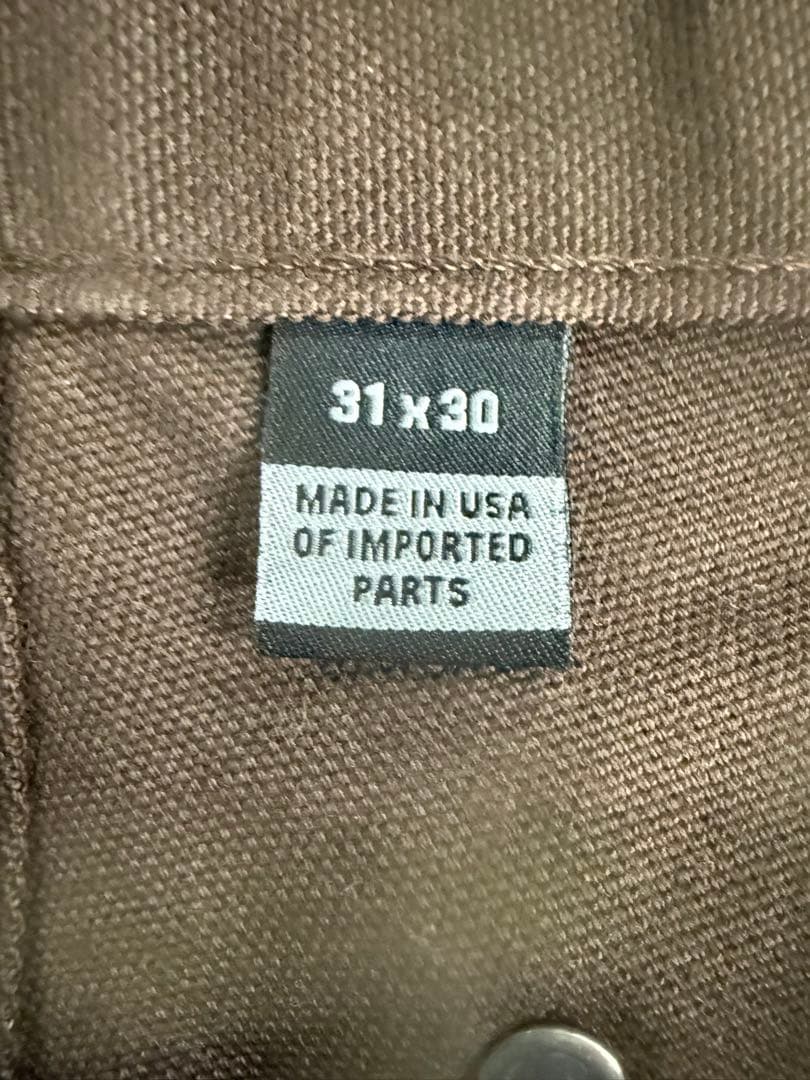 31 x 30
MADE IN USA
OF IMPORTED
PARTS